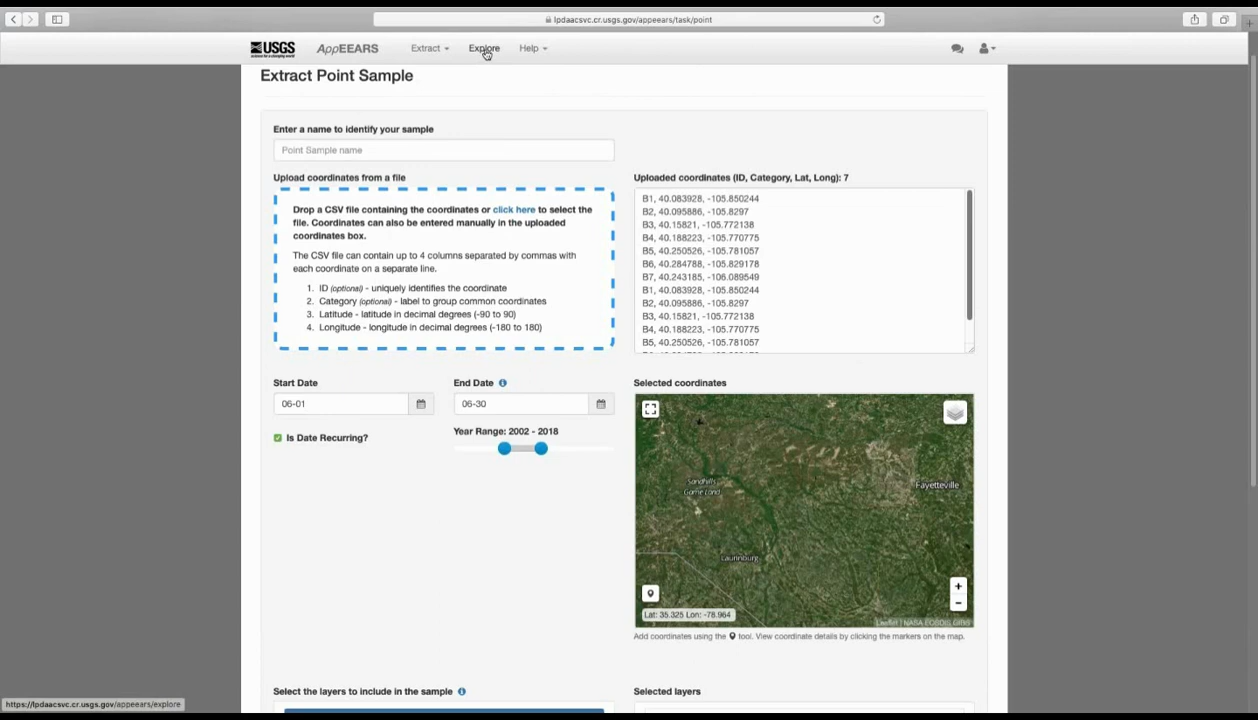 lpdaacsvc.cr.usgs.gov/appeears/task/point
USGS
science for a changing world
AppEEARS
Extract
Explore
Help
Extract Point Sample
Enter a name to identify your sample
Point Sample name
Upload coordinates from a file
Drop a CSV file containing the coordinates or click here to select the
file. Coordinates can also be entered manually in the uploaded
coordinates box.
The CSV file can contain up to 4 columns separated by commas with
each coordinate on a separate line.
1. ID (optional) - uniquely identifies the coordinate
2. Category (optional) - label to group common coordinates
3. Latitude - latitude in decimal degrees (-90 to 90)
4. Longitude - longitude in decimal degrees (-180 to 180)
Uploaded coordinates (ID, Category, Lat, Long): 7
B1, 40.083928, -105.850244
B2, 40.095886, -105.8297
B3, 40.15821, -105.772138
B4, 40.188223, -105.770775
B5, 40.250526, -105.781057
B6, 40.284788, -105.829178
B7, 40.243185, -106.089549
B1, 40.083928, -105.850244
B2, 40.095886, -105.8297
B3, 40.15821, -105.772138
B4, 40.188223, -105.770775
B5, 40.250526, -105.781057
Start Date
06-01
End Date
06-30
Is Date Recurring?
Year Range: 2002 - 2018
Selected coordinates
Sandhills
Game Land
Fayetteville
Laurinburg
+
−
Lat: 35.325 Lon: -78.964
Leaflet | NASA EOSDIS GIBS
Add coordinates using the tool. View coordinate details by clicking the markers on the map.
Select the layers to include in the sample
Selected layers
https://lpdaacsvc.cr.usgs.gov/appeears/explore